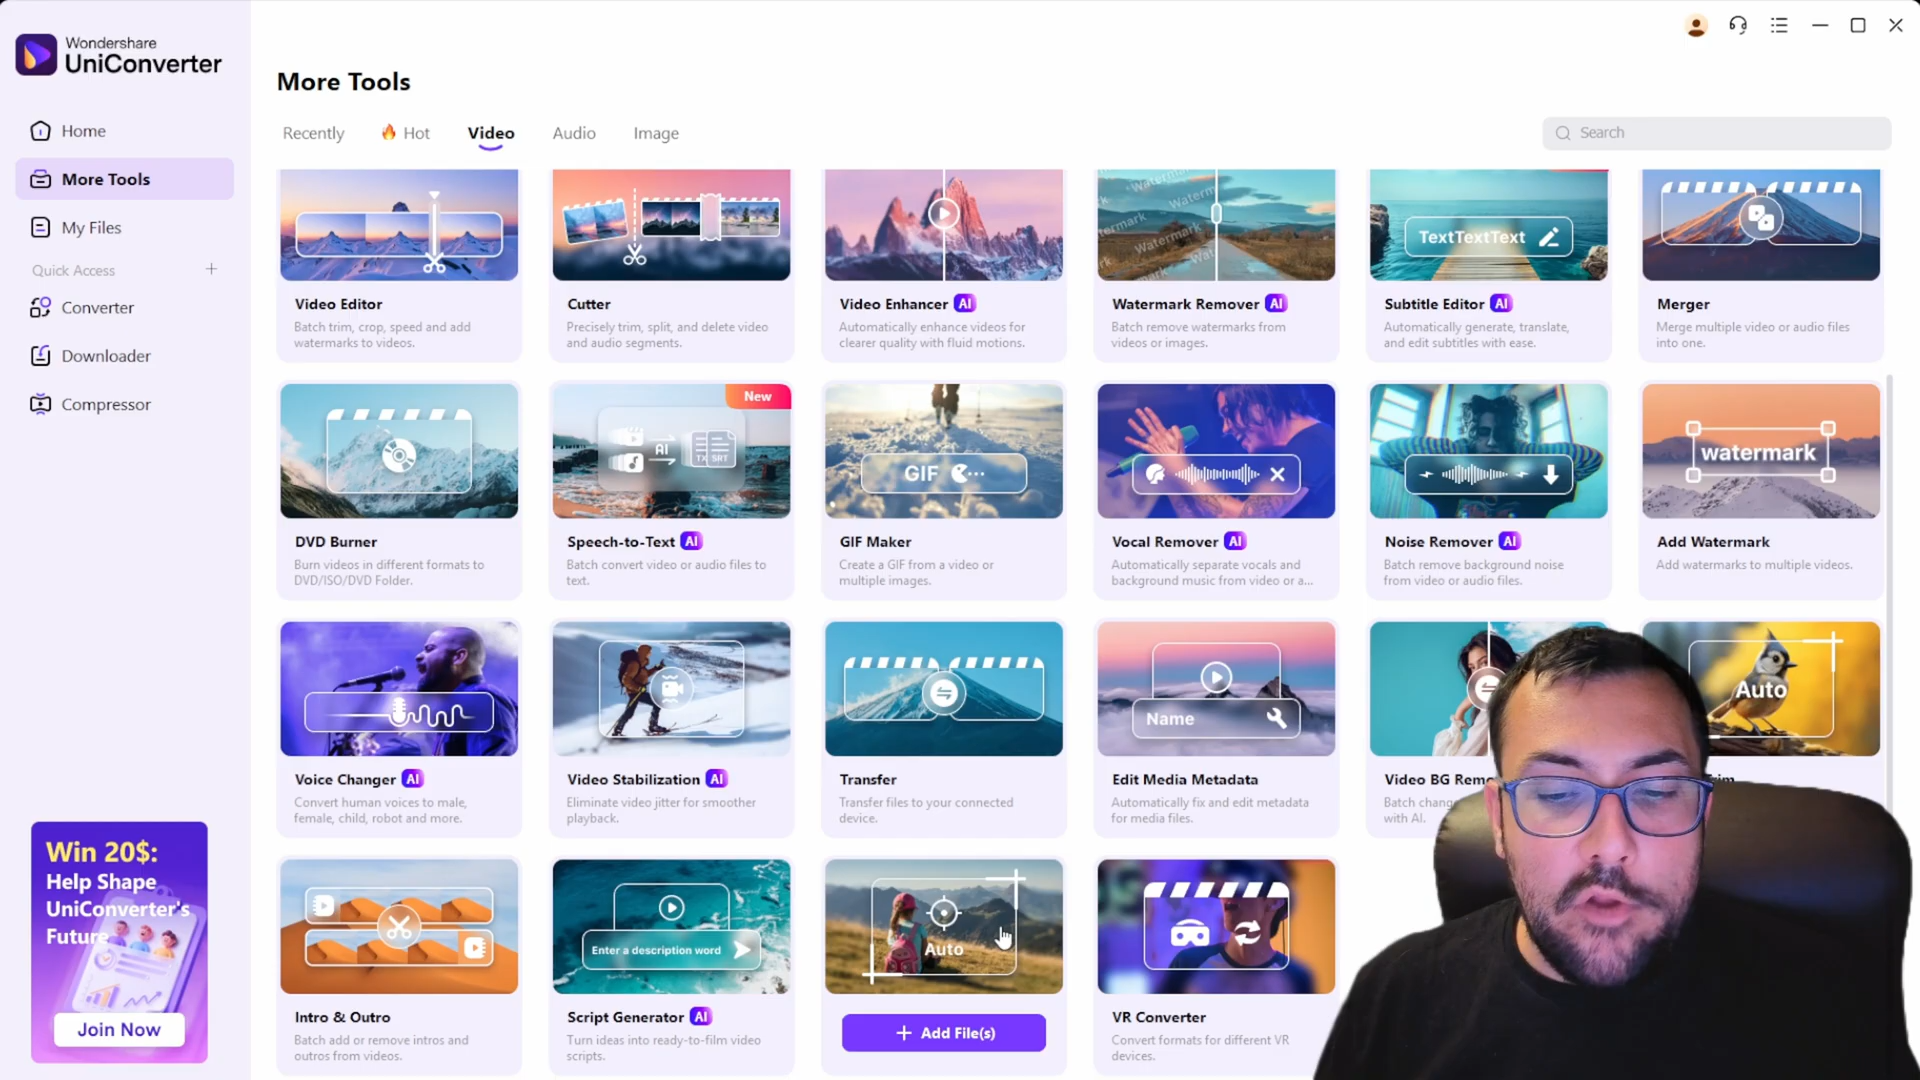 Wondershare
UniConverter
Home
More Tools
My Files
Quick Access
Converter
Downloader
Compressor
Win 20$:
Help Shape
UniConverter's
Future
Join Now
More Tools
Recently
Hot
Video
Audio
Image
Search
Video Editor
Batch trim, crop, speed and add
watermarks to videos.
Cutter
Precisely trim, split, and delete video
and audio segments.
Video Enhancer AI
Automatically enhance videos for
clearer quality with fluid motions.
Watermark
Watermark
Watermark Remover AI
Batch remove watermarks from
videos or images.
TextTextText
Subtitle Editor AI
Automatically generate, translate,
and edit subtitles with ease.
Merger
Merge multiple video or audio files
into one.
DVD Burner
Burn videos in different formats to
DVD/ISO/DVD Folder.
New
AI
SRT
Speech-to-Text AI
Batch convert video or audio files to
text.
GIF
GIF Maker
Create a GIF from a video or
multiple images.
Vocal Remover AI
Automatically separate vocals and
background music from video or a...
Noise Remover AI
Batch remove background noise
from video or audio files.
watermark
Add Watermark
Add watermarks to multiple videos.
Voice Changer AI
Convert human voices to male,
female, child, robot and more.
Video Stabilization AI
Eliminate video jitter for smoother
playback.
Transfer
Transfer files to your connected
device.
Name
Edit Media Metadata
Automatically fix and edit metadata
for media files.
Video BG Remo
Batch chang
with AI.
Auto
Intro & Outro
Batch add or remove intros and
outros from videos.
Enter a description word
Script Generator AI
Turn ideas into ready-to-film video
scripts.
Auto
+ Add File(s)
VR Converter
Convert formats for different VR
devices.